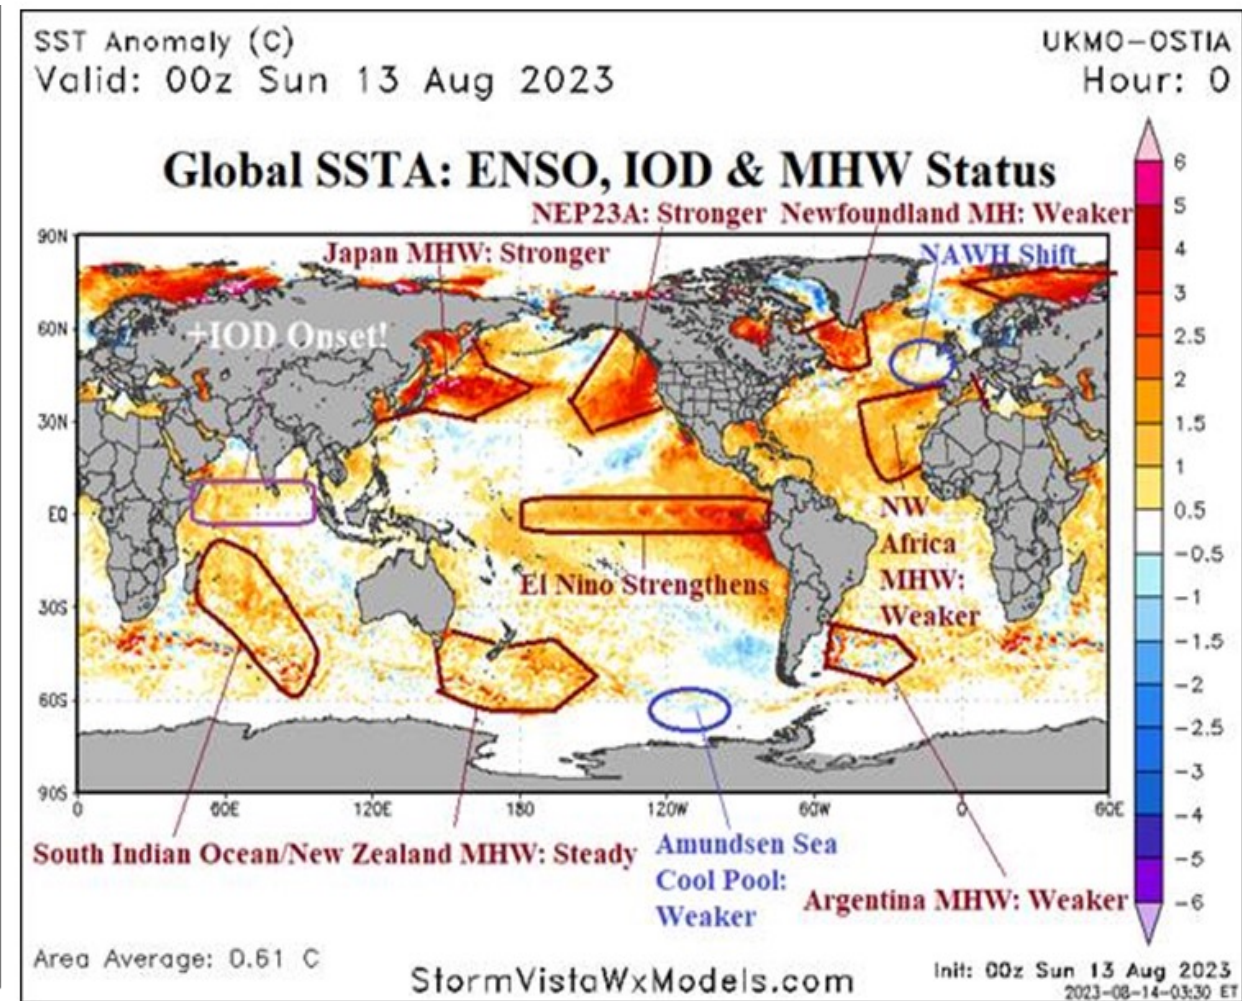 SST Anomaly (C)
UKMO-OSTIA
Valid: 00z Sun 13 Aug 2023
Hour: 0
Global SSTA: ENSO, IOD & MHW Status
NEP23A: Stronger
Newfoundland MH: Weaker
Japan MHW: Stronger
NAWH Shift
+IOD Onset!
El Nino Strengthens
NW
Africa
MHW:
Weaker
90N
60N
30N
EQ
30S
60S
90S
0
60E
120E
180
120W
60W
0
60E
6
5
4
3
2.5
2
1.5
1
0.5
-0.5
-1
-1.5
-2
-2.5
-3
-4
-5
-6
South Indian Ocean/New Zealand MHW: Steady
Amundsen Sea
Cool Pool:
Weaker
Argentina MHW: Weaker
Area Average: 0.61 C
StormVistaWxModels.com
Init: 00z Sun 13 Aug 2023
2023-08-14-03:30 ET